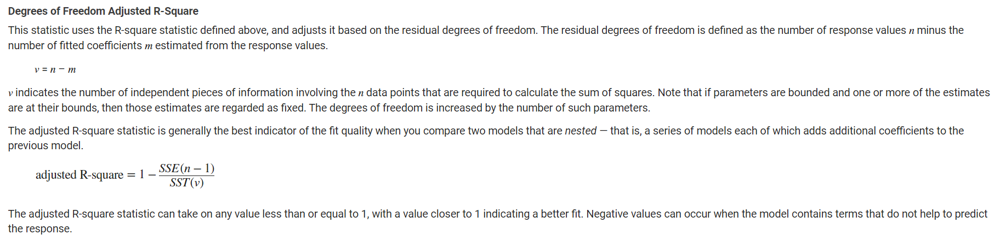 Degrees of Freedom Adjusted R-Square
This statistic uses the R-square statistic defined above, and adjusts it based on the residual degrees of freedom. The residual degrees of freedom is defined as the number of response values n minus the
number of fitted coefficients m estimated from the response values.
v = n − m
v indicates the number of independent pieces of information involving the n data points that are required to calculate the sum of squares. Note that if parameters are bounded and one or more of the estimates
are at their bounds, then those estimates are regarded as fixed. The degrees of freedom is increased by the number of such parameters.
The adjusted R-square statistic is generally the best indicator of the fit quality when you compare two models that are nested — that is, a series of models each of which adds additional coefficients to the
previous model.
adjusted R-square = 1 − SSE(n − 1)
SST(v)
The adjusted R-square statistic can take on any value less than or equal to 1, with a value closer to 1 indicating a better fit. Negative values can occur when the model contains terms that do not help to predict
the response.